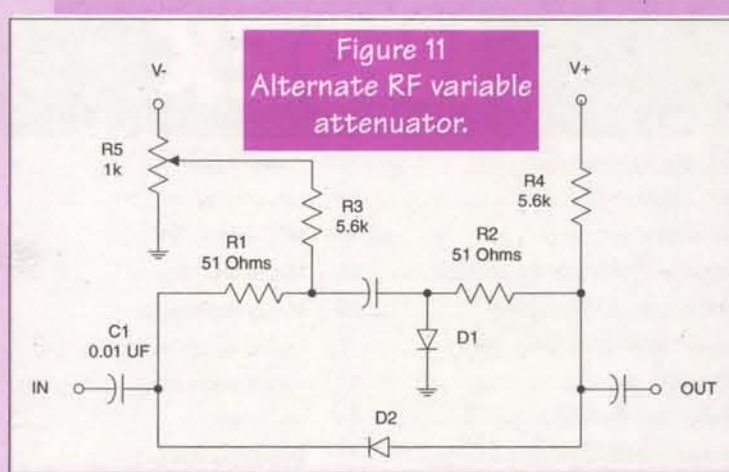 Figure 11
Alternate RF variable
attenuator.
V-
V+
R5
1k
R3
5.6k
R4
5.6k
R1
51 Ohms
R2
51 Ohms
C1
0.01 UF
D1
IN
OUT
D2